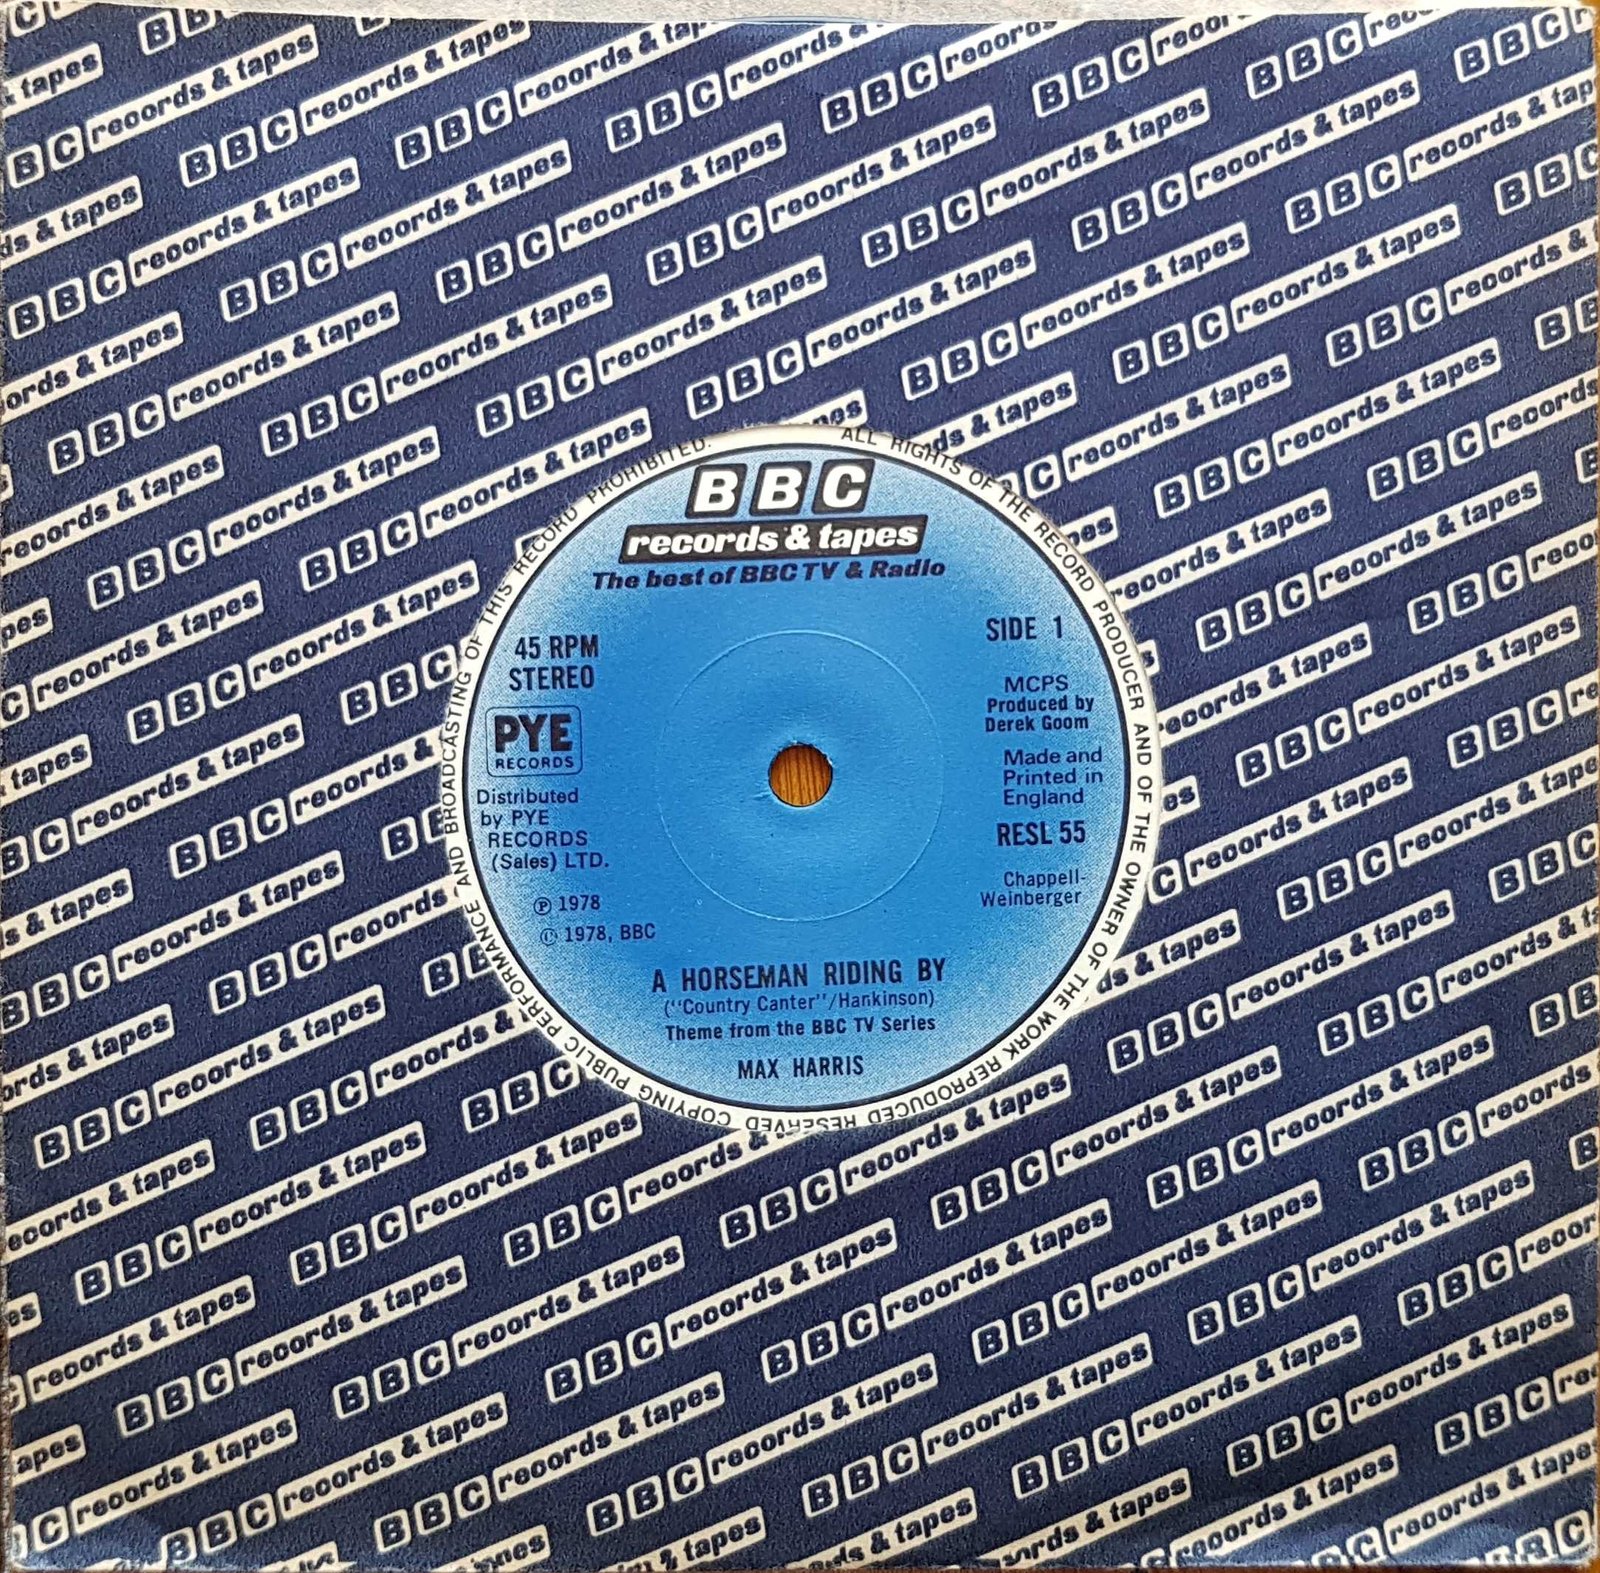 BBC
records & tapes
The best of BBC TV & Radio
45 RPM
STEREO
PYE
RECORDS
Distributed
by PYE
RECORDS
(Sales) LTD.
℗ 1978
© 1978, BBC
SIDE 1
MCPS
Produced by
Derek Goom
Made and
Printed in
England
RESL 55
Chappell-
Weinberger
A HORSEMAN RIDING BY
("Country Canter"/Hankinson)
Theme from the BBC TV Series
MAX HARRIS
ALL RIGHTS OF THE RECORD PRODUCER AND OF THE OWNER OF THE WORK REPRODUCED RESERVED COPYING PUBLIC PERFORMANCE AND BROADCASTING OF THIS RECORD PROHIBITED.
BBC records & tapes